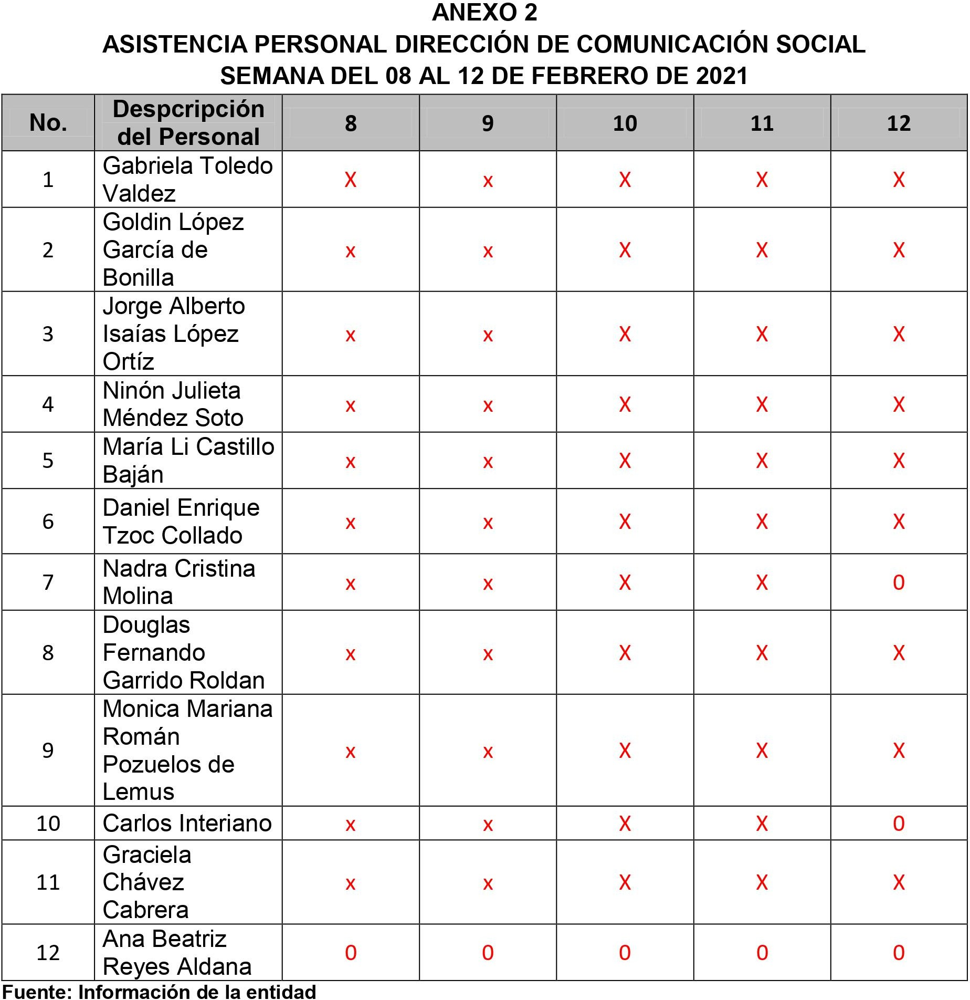 ANEXO 2
ASISTENCIA PERSONAL DIRECCIÓN DE COMUNICACIÓN SOCIAL
SEMANA DEL 08 AL 12 DE FEBRERO DE 2021
No. Despcripción del Personal 8 9 10 11 12
1 Gabriela Toledo Valdez X x X X X
2 Goldin López García de Bonilla x x X X X
3 Jorge Alberto Isaías López Ortíz x x X X X
4 Ninón Julieta Méndez Soto x x X X X
5 María Li Castillo Baján x x X X X
6 Daniel Enrique Tzoc Collado x x X X X
7 Nadra Cristina Molina x x X X 0
8 Douglas Fernando Garrido Roldan x x X X X
9 Monica Mariana Román Pozuelos de Lemus x x X X X
10 Carlos Interiano x x X X 0
11 Graciela Chávez Cabrera x x X X X
12 Ana Beatriz Reyes Aldana 0 0 0 0 0
Fuente: Información de la entidad